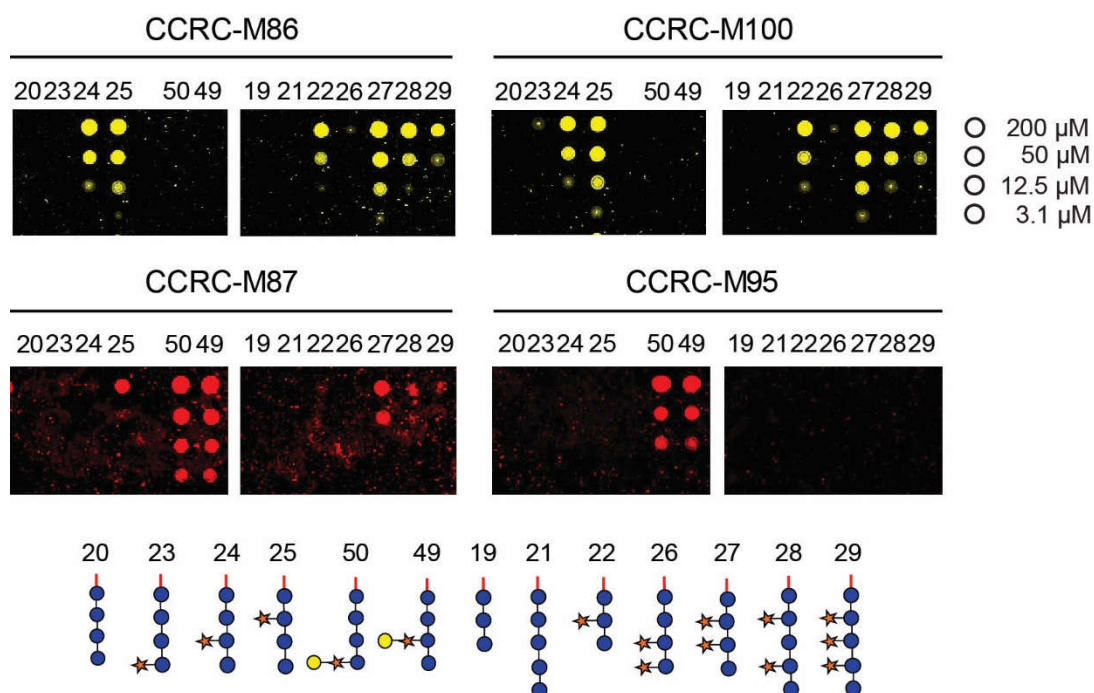 CCRC-M86 CCRC-M100
20 23 24 25 50 49 19 21 22 26 27 28 29 20 23 24 25 50 49 19 21 22 26 27 28 29
200 µM
50 µM
12.5 µM
3.1 µM
CCRC-M87 CCRC-M95
20 23 24 25 50 49 19 21 22 26 27 28 29 20 23 24 25 50 49 19 21 22 26 27 28 29
20 23 24 25 50 49 19 21 22 26 27 28 29